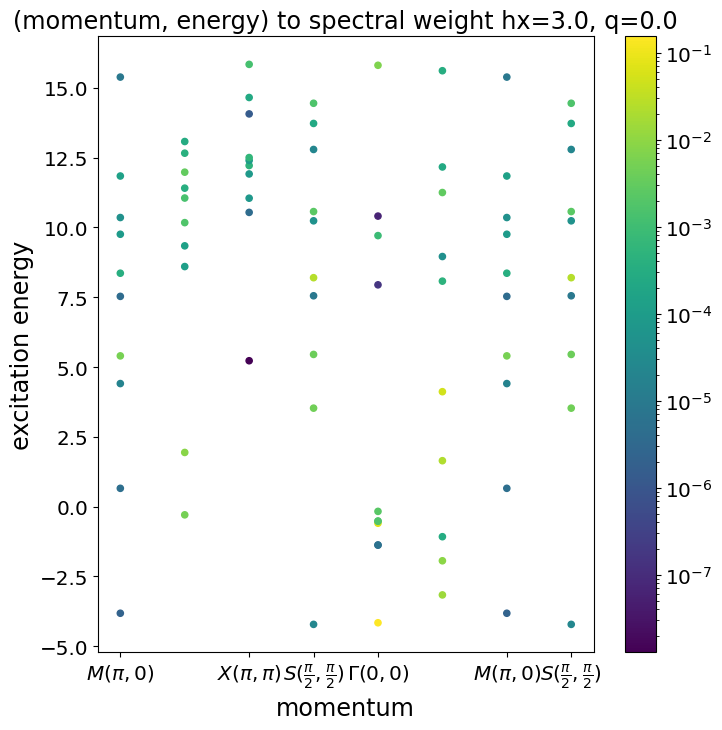 (momentum, energy) to spectral weight hx=3.0, q=0.0
excitation energy
15.0
12.5
10.0
7.5
5.0
2.5
0.0
−2.5
−5.0
M(π, 0)
X(π, π)
S(π/2, π/2)
Γ(0, 0)
M(π, 0)
S(π/2, π/2)
momentum
10⁻¹
10⁻²
10⁻³
10⁻⁴
10⁻⁵
10⁻⁶
10⁻⁷